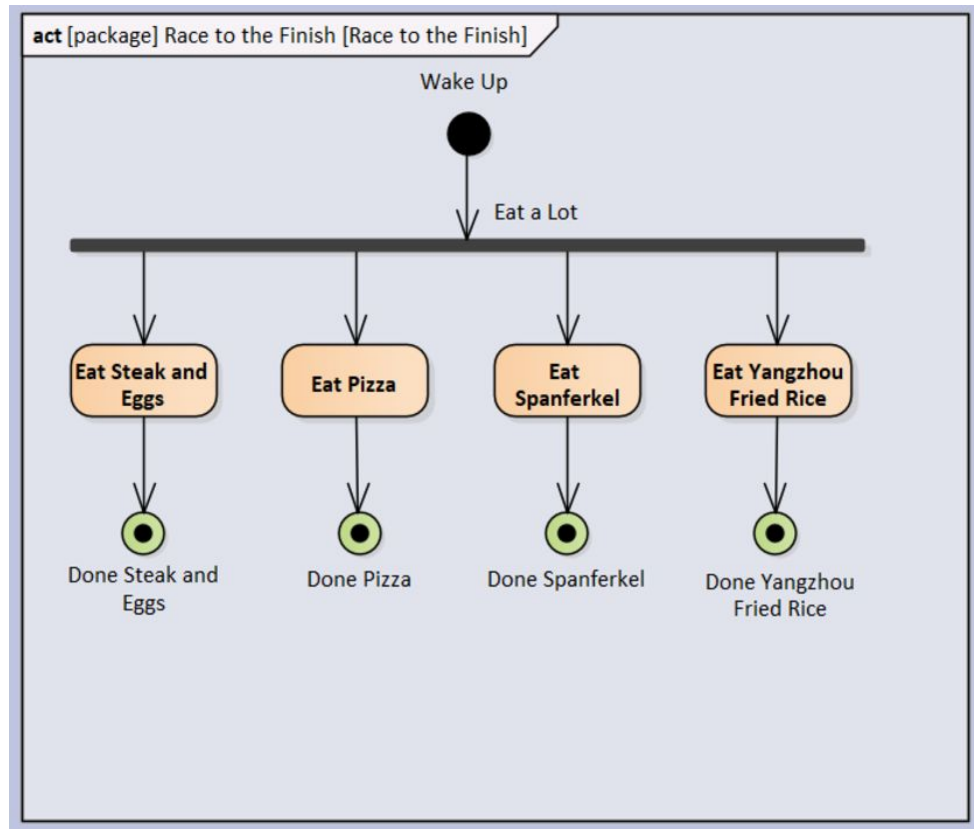 act [package] Race to the Finish [Race to the Finish]
Wake Up
Eat a Lot
Eat Steak and
Eggs
Eat Pizza
Eat
Spanferkel
Eat Yangzhou
Fried Rice
Done Steak and
Eggs
Done Pizza
Done Spanferkel
Done Yangzhou
Fried Rice